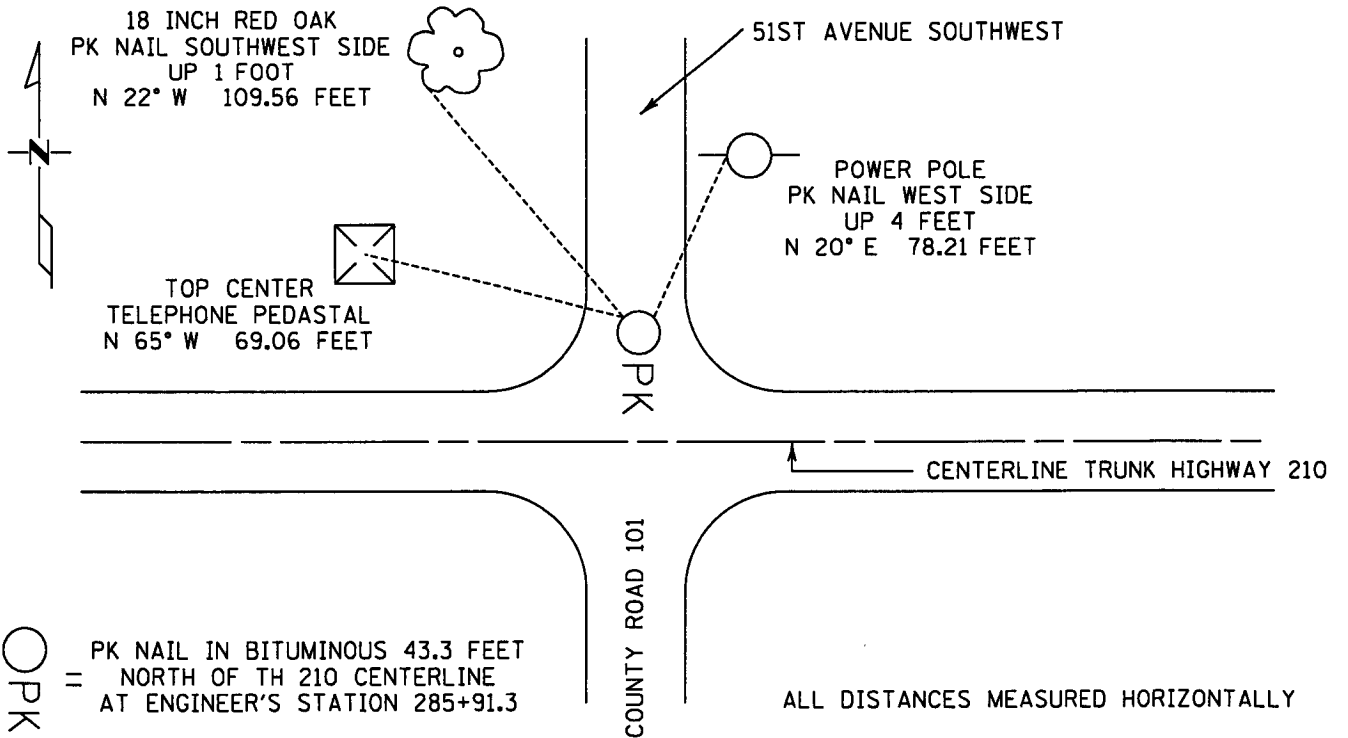 18 INCH RED OAK
PK NAIL SOUTHWEST SIDE
UP 1 FOOT
N 22° W 109.56 FEET
51ST AVENUE SOUTHWEST
N
POWER POLE
PK NAIL WEST SIDE
UP 4 FEET
N 20° E 78.21 FEET
TOP CENTER
TELEPHONE PEDASTAL
N 65° W 69.06 FEET
PK
CENTERLINE TRUNK HIGHWAY 210
COUNTY ROAD 101
PK
= PK NAIL IN BITUMINOUS 43.3 FEET
NORTH OF TH 210 CENTERLINE
AT ENGINEER'S STATION 285+91.3
ALL DISTANCES MEASURED HORIZONTALLY